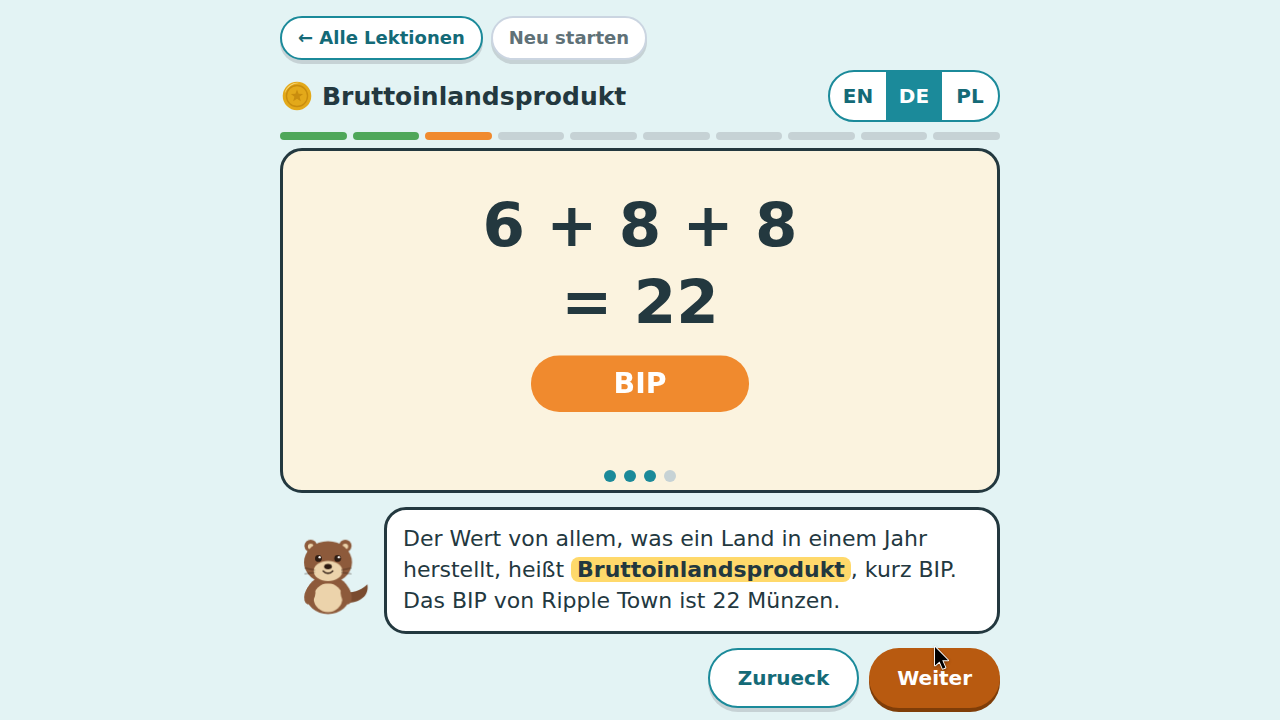 ← Alle Lektionen
Neu starten
Bruttoinlandsprodukt
EN
DE
PL
6 + 8 + 8
= 22
BIP
Der Wert von allem, was ein Land in einem Jahr
herstellt, heißt Bruttoinlandsprodukt, kurz BIP.
Das BIP von Ripple Town ist 22 Münzen.
Zurueck
Weiter